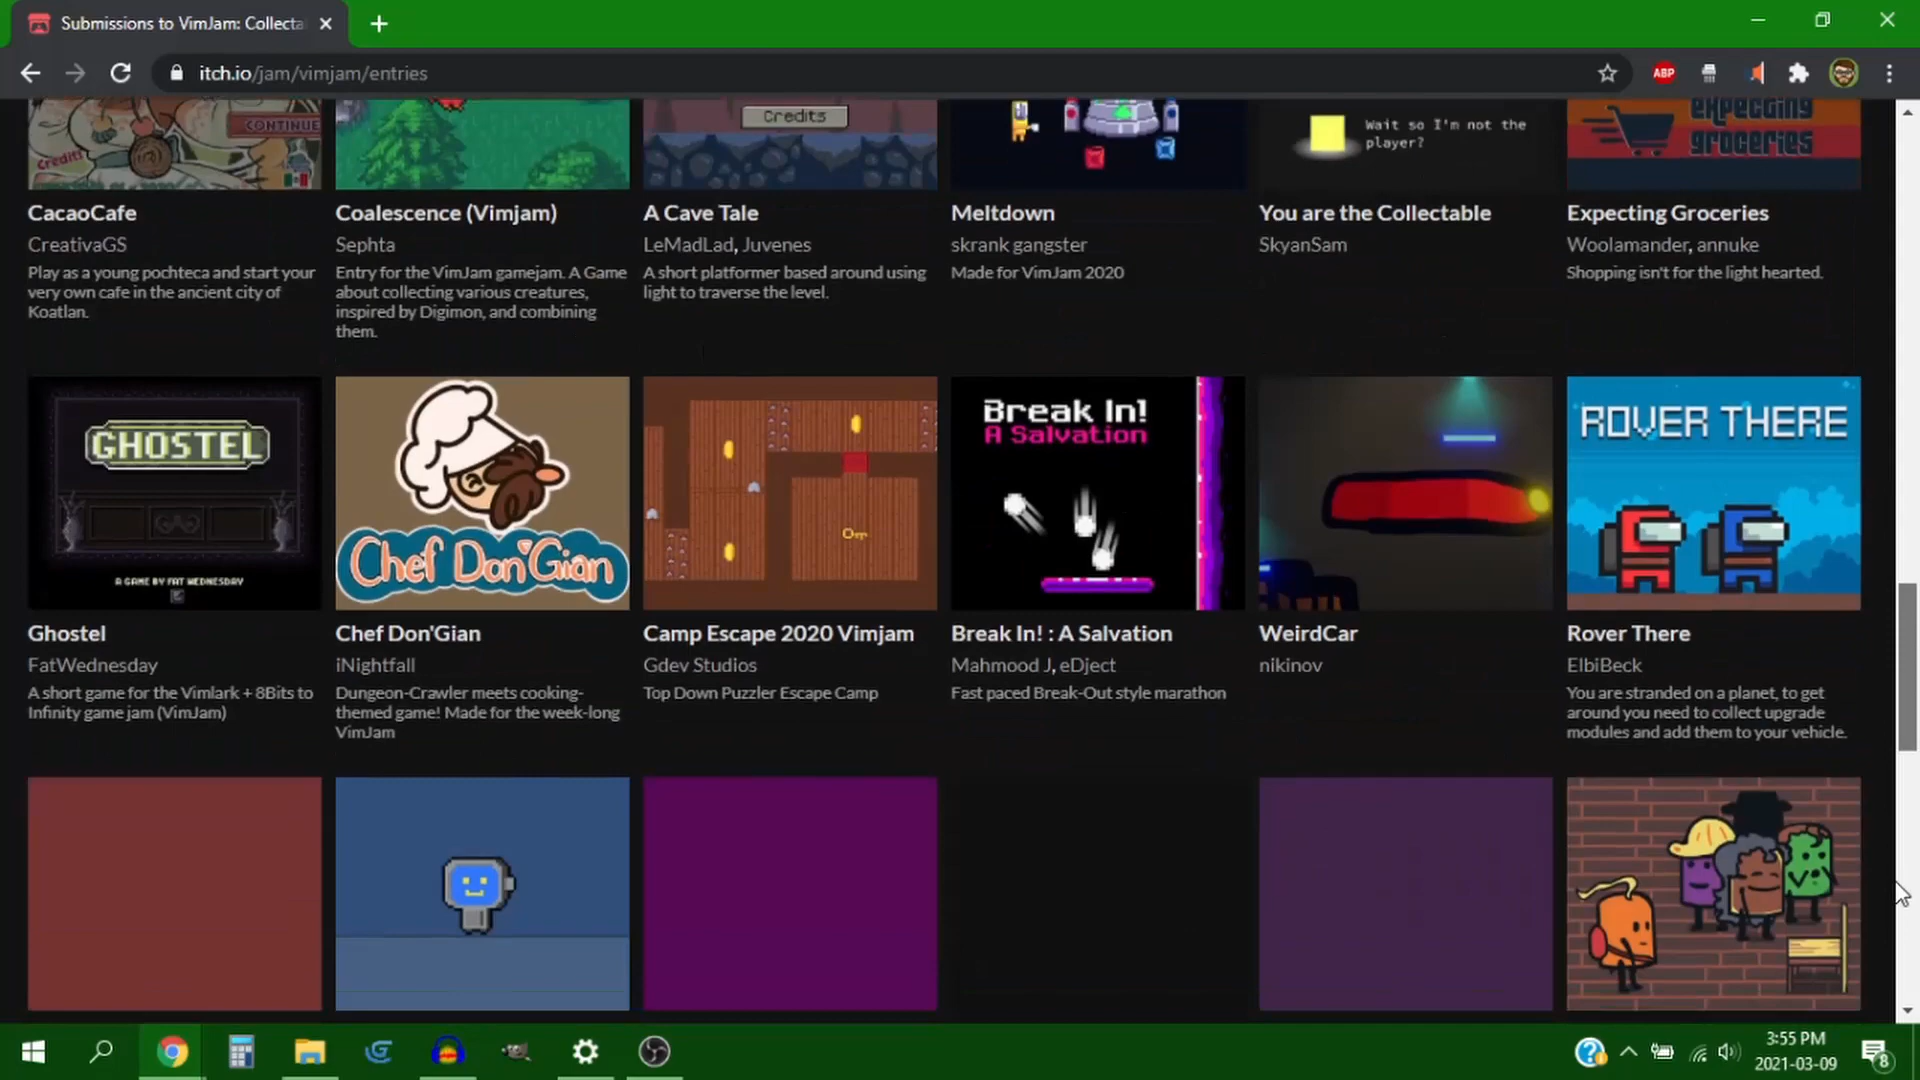 Submissions to VimJam: Collecta
itch.io/jam/vimjam/entries
ABP
CONTINUE
Credits
Credits
Wait so I'm not the
player?
expecting
groceries
CacaoCafe
CreativaGS
Play as a young pochteca and start your
very own cafe in the ancient city of
Koatlan.
Coalescence (Vimjam)
Sephta
Entry for the VimJam gamejam. A Game
about collecting various creatures,
inspired by Digimon, and combining
them.
A Cave Tale
LeMadLad, Juvenes
A short platformer based around using
light to traverse the level.
Meltdown
skrank gangster
Made for VimJam 2020
You are the Collectable
SkyanSam
Expecting Groceries
Woolamander, annuke
Shopping isn't for the light hearted.
GHOSTEL
A GAME BY FAT WEDNESDAY
Chef Don'Gian
Break In!
A Salvation
ROVER THERE
Ghostel
FatWednesday
A short game for the Vimlark + 8Bits to
Infinity game jam (VimJam)
Chef Don'Gian
iNightfall
Dungeon-Crawler meets cooking-
themed game! Made for the week-long
VimJam
Camp Escape 2020 Vimjam
Gdev Studios
Top Down Puzzler Escape Camp
Break In! : A Salvation
Mahmood J, eDject
Fast paced Break-Out style marathon
WeirdCar
nikinov
Rover There
ElbiBeck
You are stranded on a planet, to get
around you need to collect upgrade
modules and add them to your vehicle.
3:55 PM
2021-03-09
8